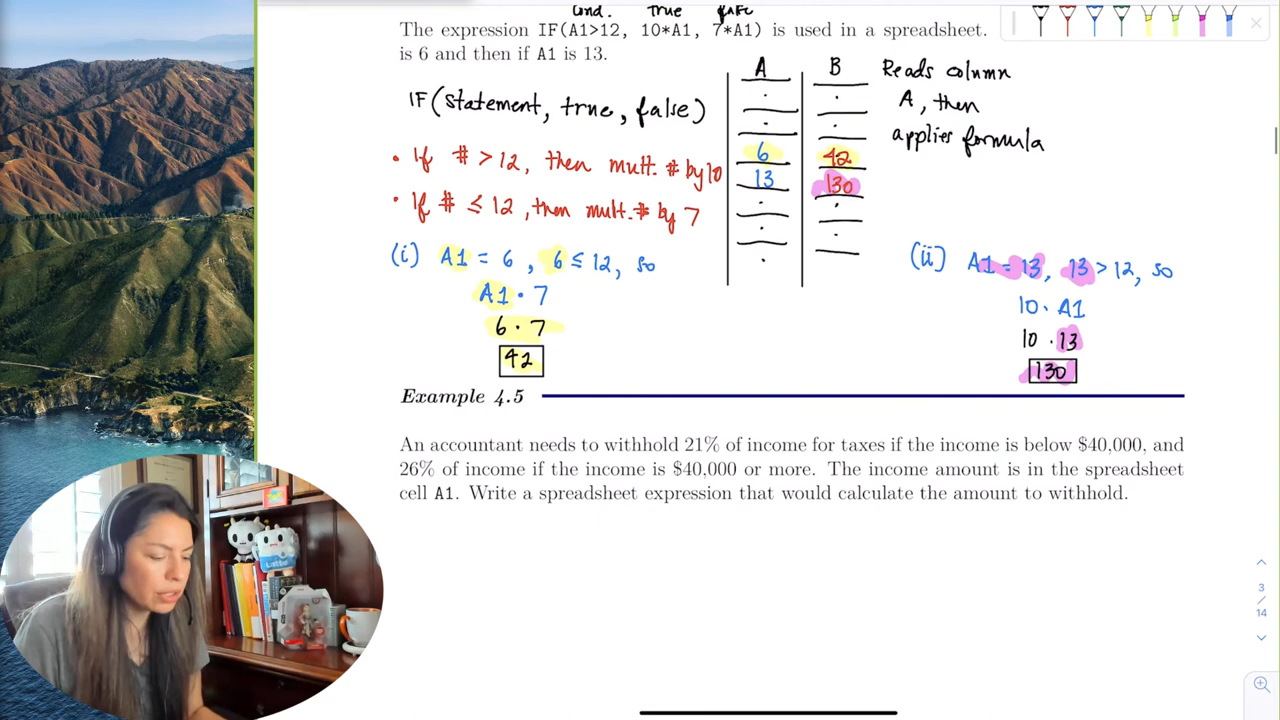 cond. true false
The expression IF(A1>12, 10*A1, 7*A1) is used in a spreadsheet.
is 6 and then if A1 is 13.
IF(statement, true, false)
• If # > 12, then mult. # by 10
• If # ≤ 12, then mult. # by 7
A B
6 42
13 130
Reads column
A, then
applies formula
(i) A1 = 6, 6 ≤ 12, so
A1 · 7
6 · 7
42
(ii) A1 = 13, 13 > 12, so
10 · A1
10 · 13
130
Example 4.5
An accountant needs to withhold 21% of income for taxes if the income is below $40,000, and
26% of income if the income is $40,000 or more. The income amount is in the spreadsheet
cell A1. Write a spreadsheet expression that would calculate the amount to withhold.
3
/
14
Latte